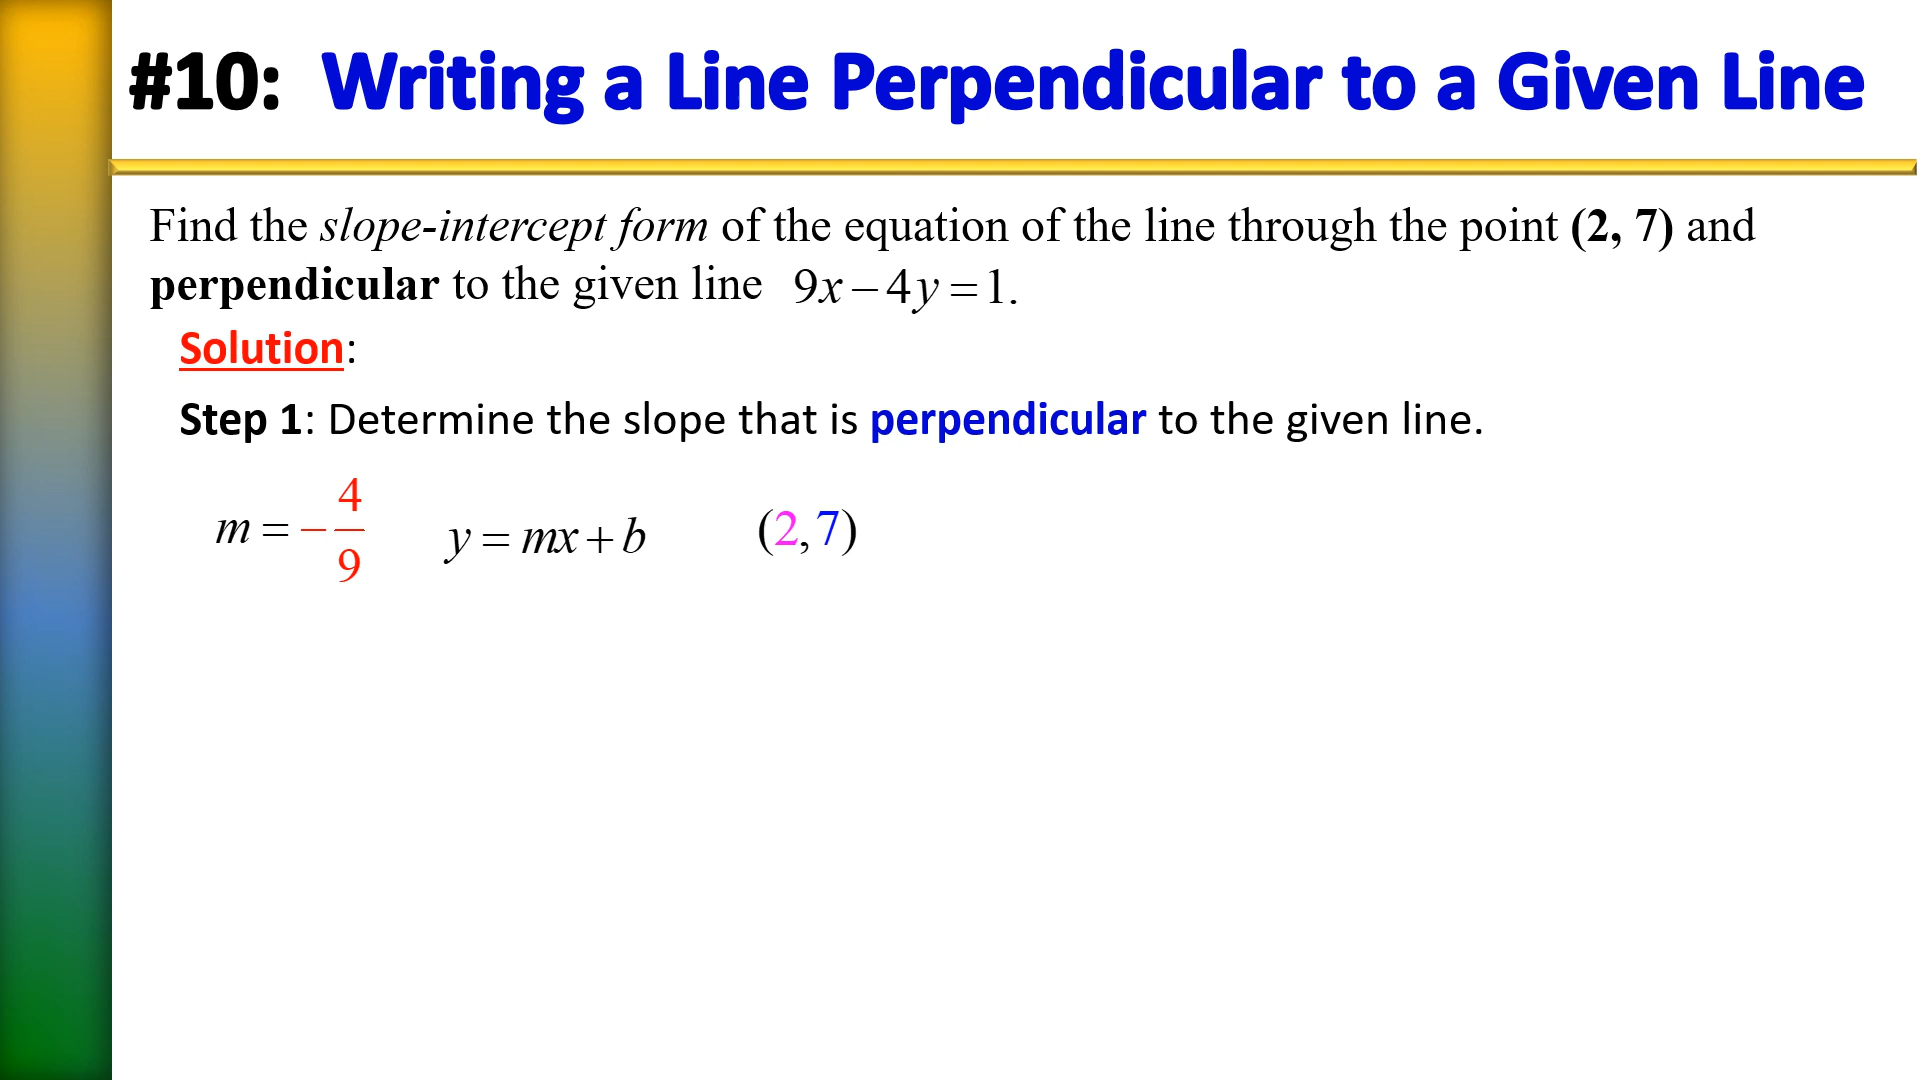 #10: Writing a Line Perpendicular to a Given Line
Find the slope-intercept form of the equation of the line through the point (2, 7) and
perpendicular to the given line 9x − 4y = 1.
Solution:
Step 1: Determine the slope that is perpendicular to the given line.
m = −4/9 y = mx + b (2, 7)